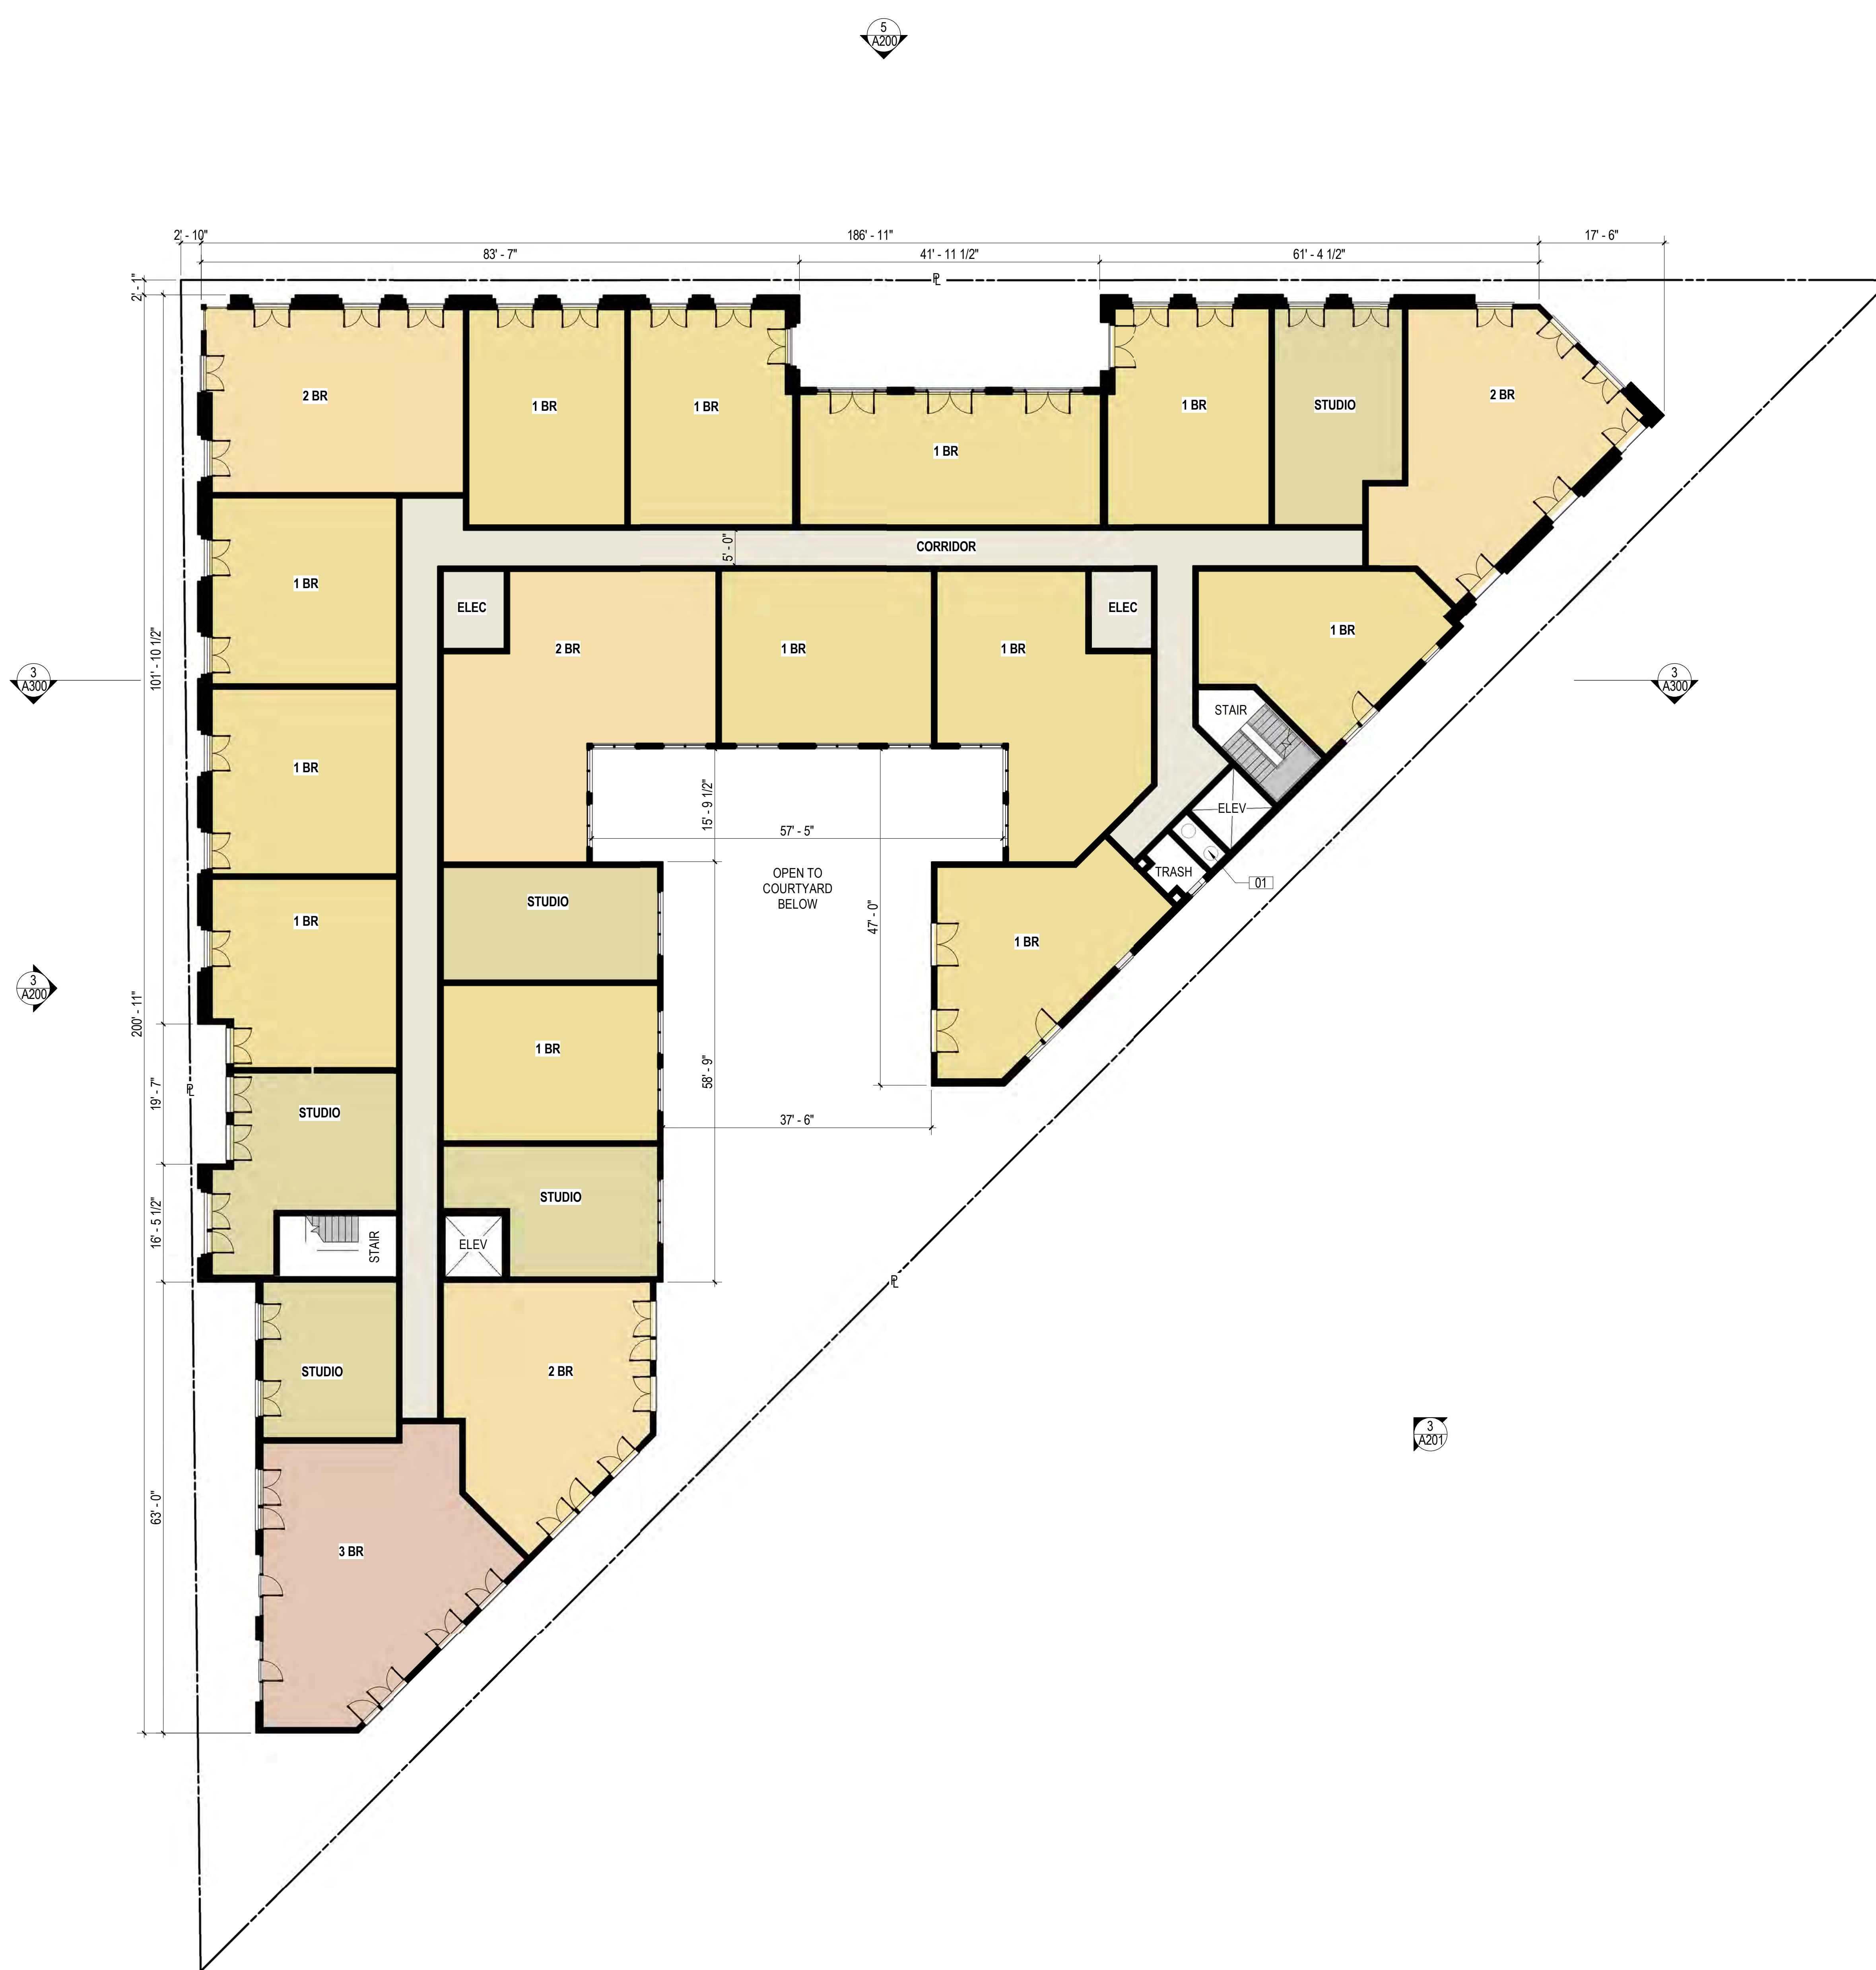 5
A200
2' - 10"
186' - 11"
17' - 6"
83' - 7"
41' - 11 1/2"
61' - 4 1/2"
2' - 1"
PL
2 BR
1 BR
1 BR
1 BR
1 BR
STUDIO
2 BR
5' - 0"
CORRIDOR
1 BR
ELEC
2 BR
1 BR
1 BR
ELEC
1 BR
101' - 10 1/2"
3
A300
3
A300
STAIR
1 BR
15' - 9 1/2"
57' - 5"
ELEV
TRASH
01
OPEN TO
COURTYARD
BELOW
47' - 0"
STUDIO
1 BR
1 BR
3
A200
200' - 11"
1 BR
58' - 9"
19' - 7"
PL
STUDIO
37' - 6"
STUDIO
16' - 5 1/2"
STAIR
ELEV
PL
STUDIO
2 BR
3
A201
63' - 0"
3 BR